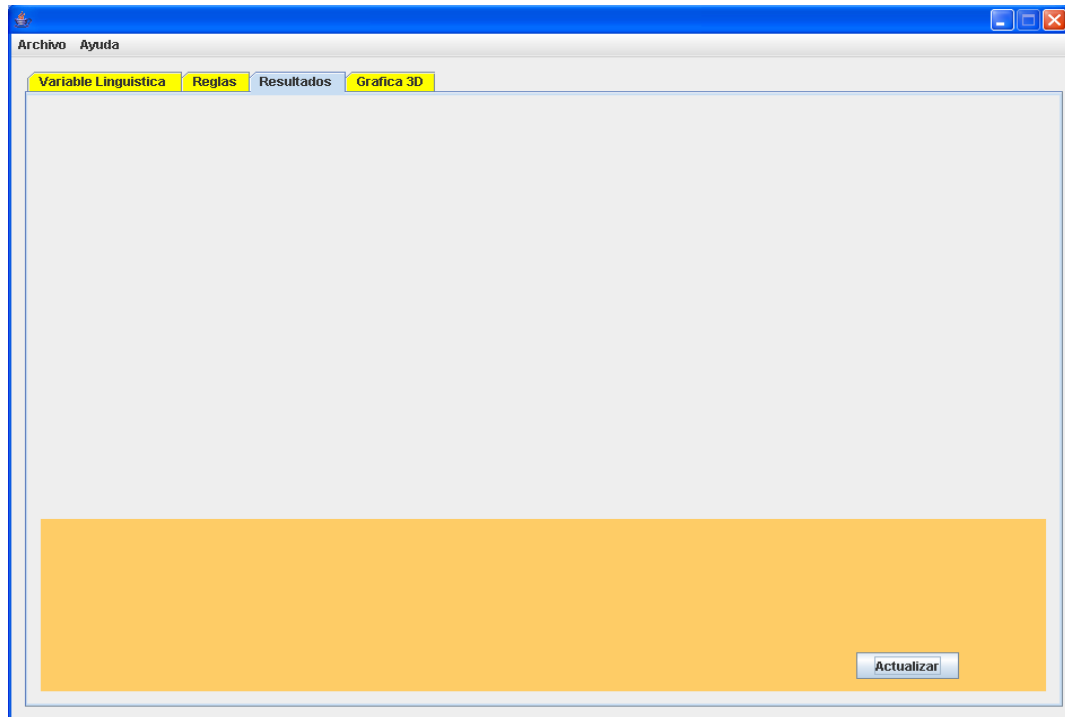 Archivo Ayuda
Variable Linguistica Reglas Resultados Grafica 3D
Actualizar